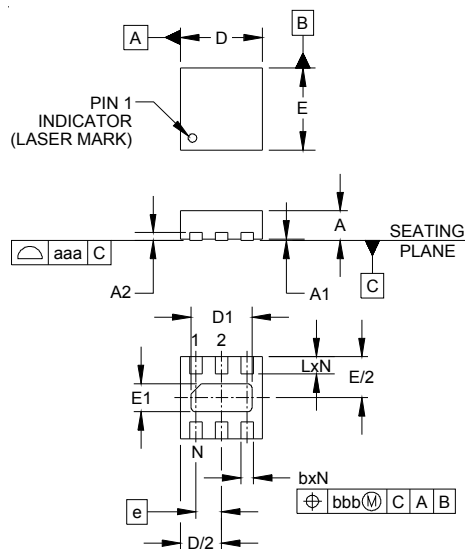 A
D
B
PIN 1
INDICATOR
(LASER MARK)
E
A
SEATING
PLANE
aaa C
C
A2
A1
D1
1 2
LxN
E/2
E1
N
bxN
e
bbb Ⓜ C A B
D/2